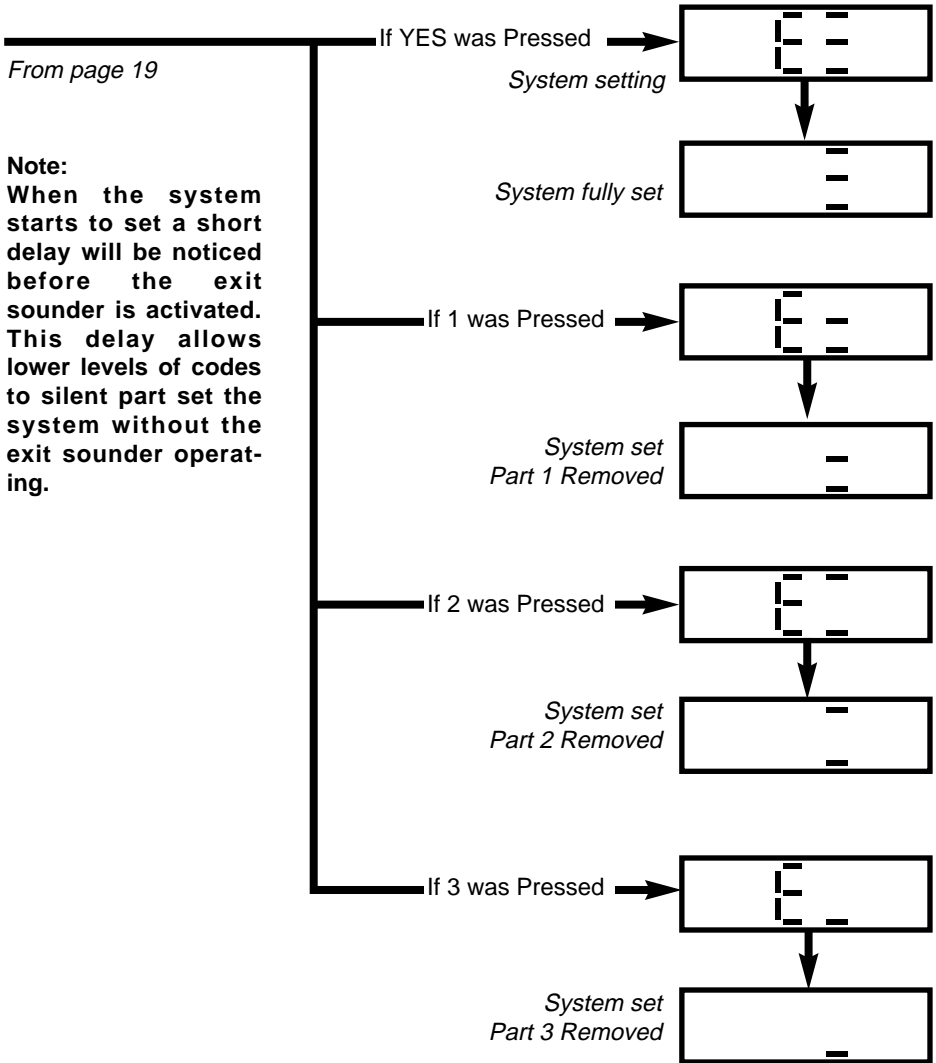 If YES was Pressed
From page 19
System setting
Note:
When the system
starts to set a short
delay will be noticed
before the exit
sounder is activated.
This delay allows
lower levels of codes
to silent part set the
system without the
exit sounder operat-
ing.
System fully set
If 1 was Pressed
System set
Part 1 Removed
If 2 was Pressed
System set
Part 2 Removed
If 3 was Pressed
System set
Part 3 Removed